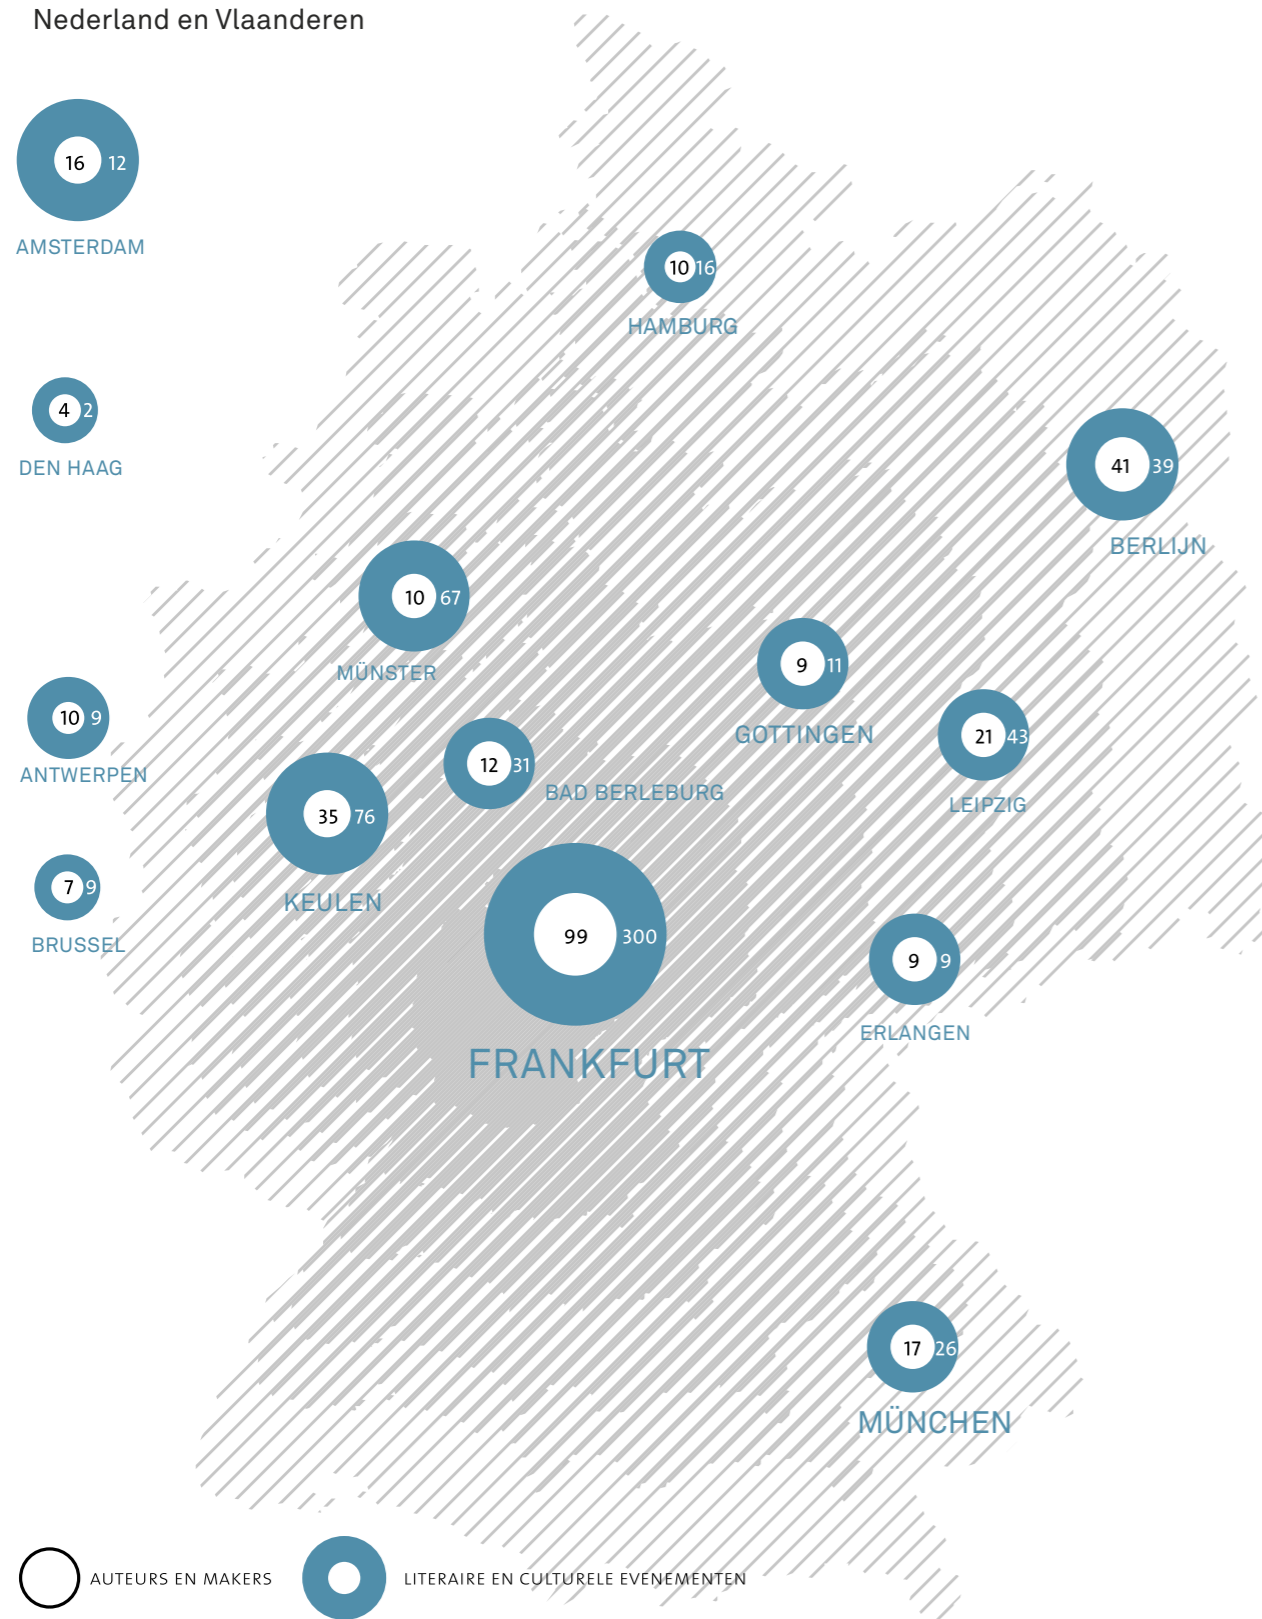 Nederland en Vlaanderen
16 12
AMSTERDAM
10 16
HAMBURG
4 2
DEN HAAG
41 39
BERLIJN
10 67
MÜNSTER
9 11
GOTTINGEN
10 9
ANTWERPEN
21 43
LEIPZIG
12 31
BAD BERLEBURG
35 76
KEULEN
7 9
BRUSSEL
99 300
FRANKFURT
9 9
ERLANGEN
17 26
MÜNCHEN
AUTEURS EN MAKERS
LITERAIRE EN CULTURELE EVENEMENTEN